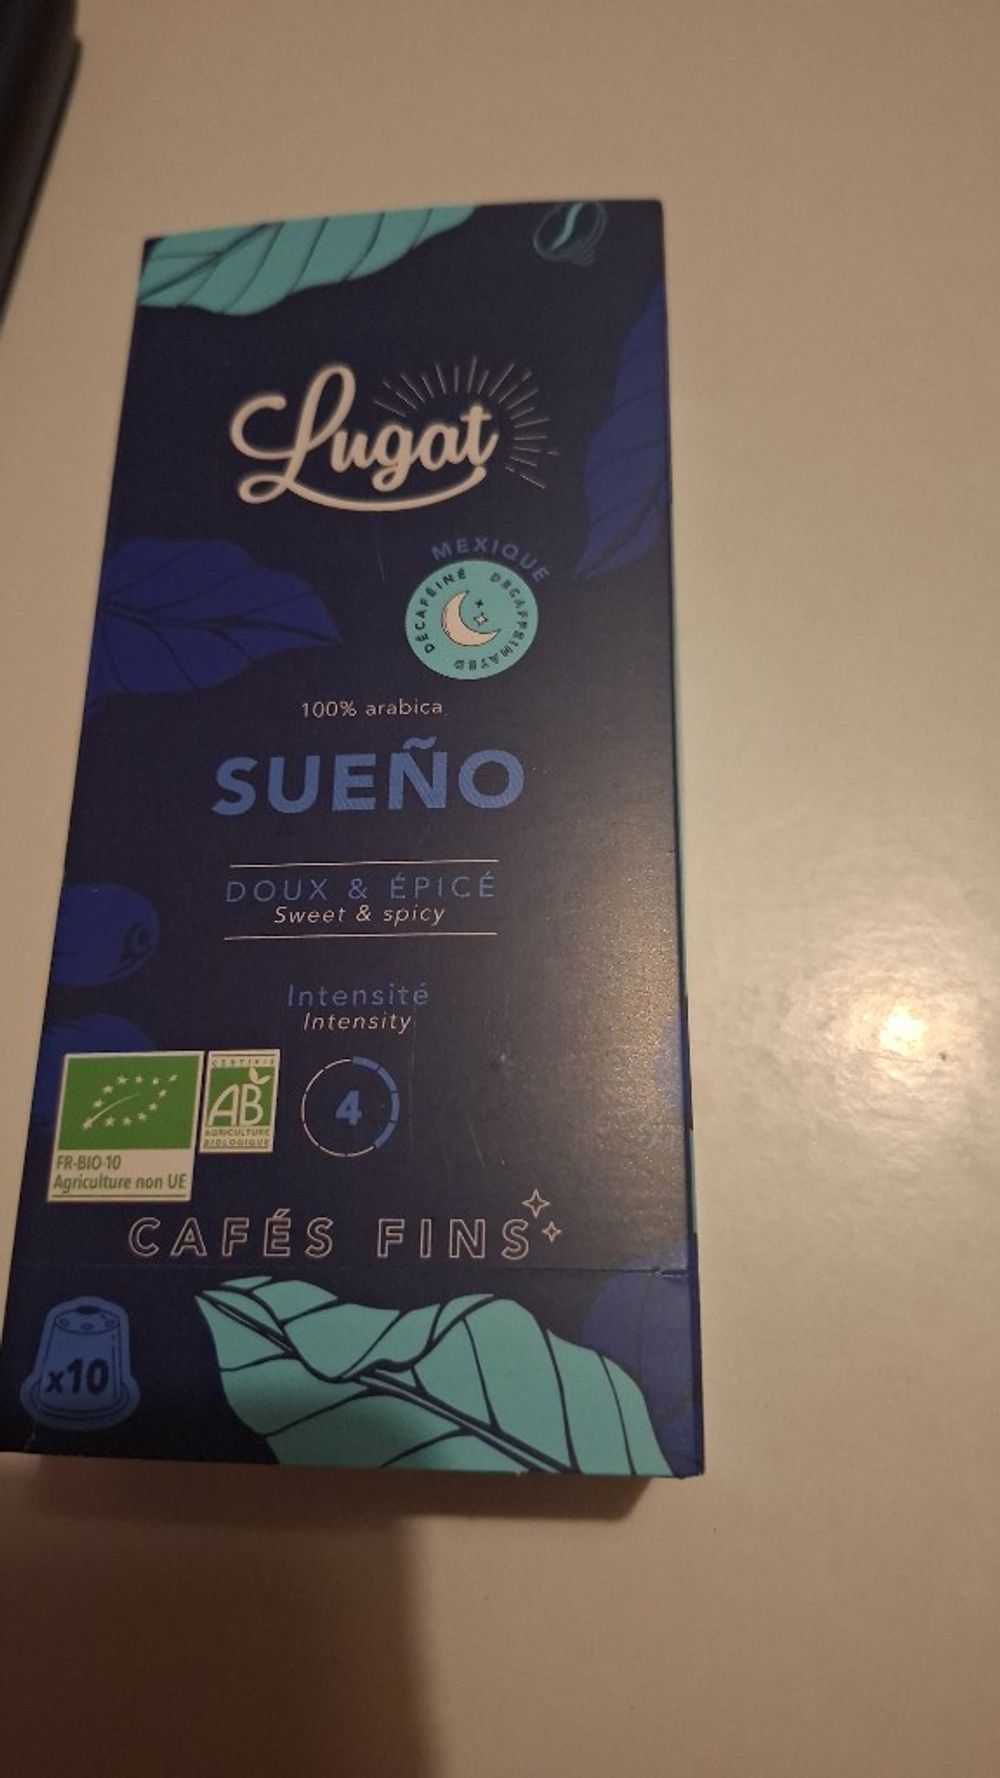 Lugat
MEXIQUE
DÉCAFÉINÉ DECAFFEINATED
100% arabica
SUEÑO
DOUX & ÉPICÉ
Sweet & spicy
Intensité
Intensity
4
CERTIFIÉ
AB
AGRICULTURE
BIOLOGIQUE
FR-BIO-10
Agriculture non UE
CAFÉS FINS
x10